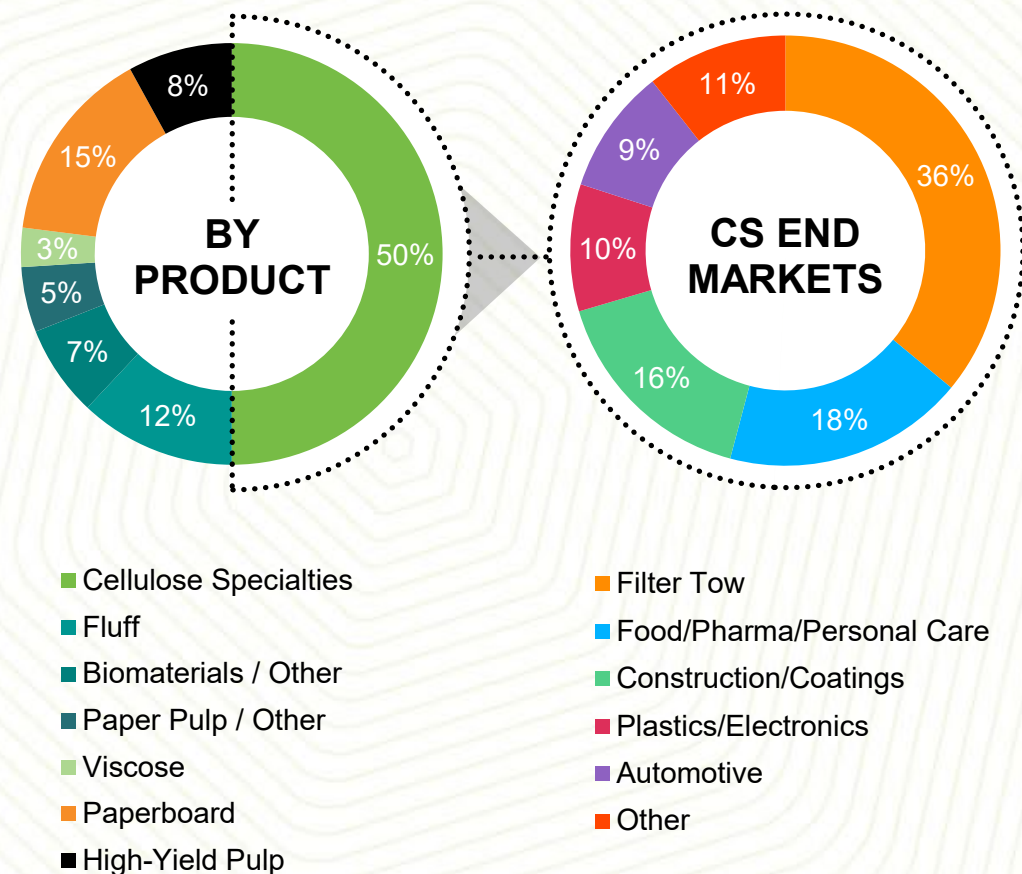 BY
PRODUCT
50%
12%
7%
5%
3%
15%
8%
CS END
MARKETS
36%
18%
16%
10%
9%
11%
Cellulose Specialties
Fluff
Biomaterials / Other
Paper Pulp / Other
Viscose
Paperboard
High-Yield Pulp
Filter Tow
Food/Pharma/Personal Care
Construction/Coatings
Plastics/Electronics
Automotive
Other